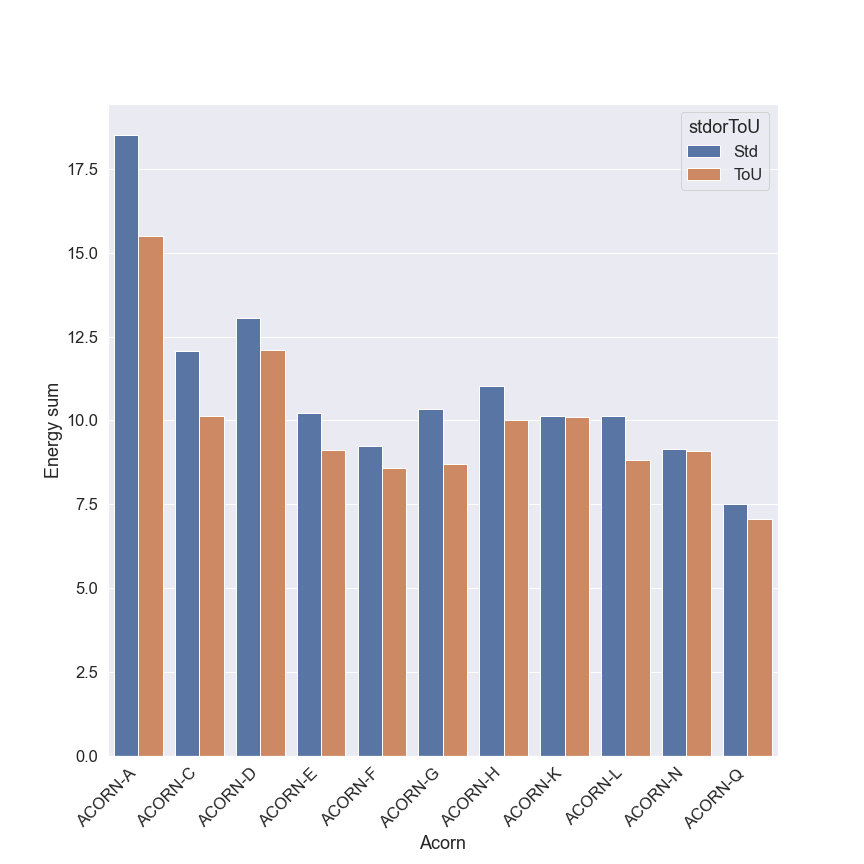 stdorToU
Std
ToU
17.5
15.0
12.5
10.0
7.5
5.0
2.5
0.0
Energy sum
ACORN-A
ACORN-C
ACORN-D
ACORN-E
ACORN-F
ACORN-G
ACORN-H
ACORN-K
ACORN-L
ACORN-N
ACORN-Q
Acorn